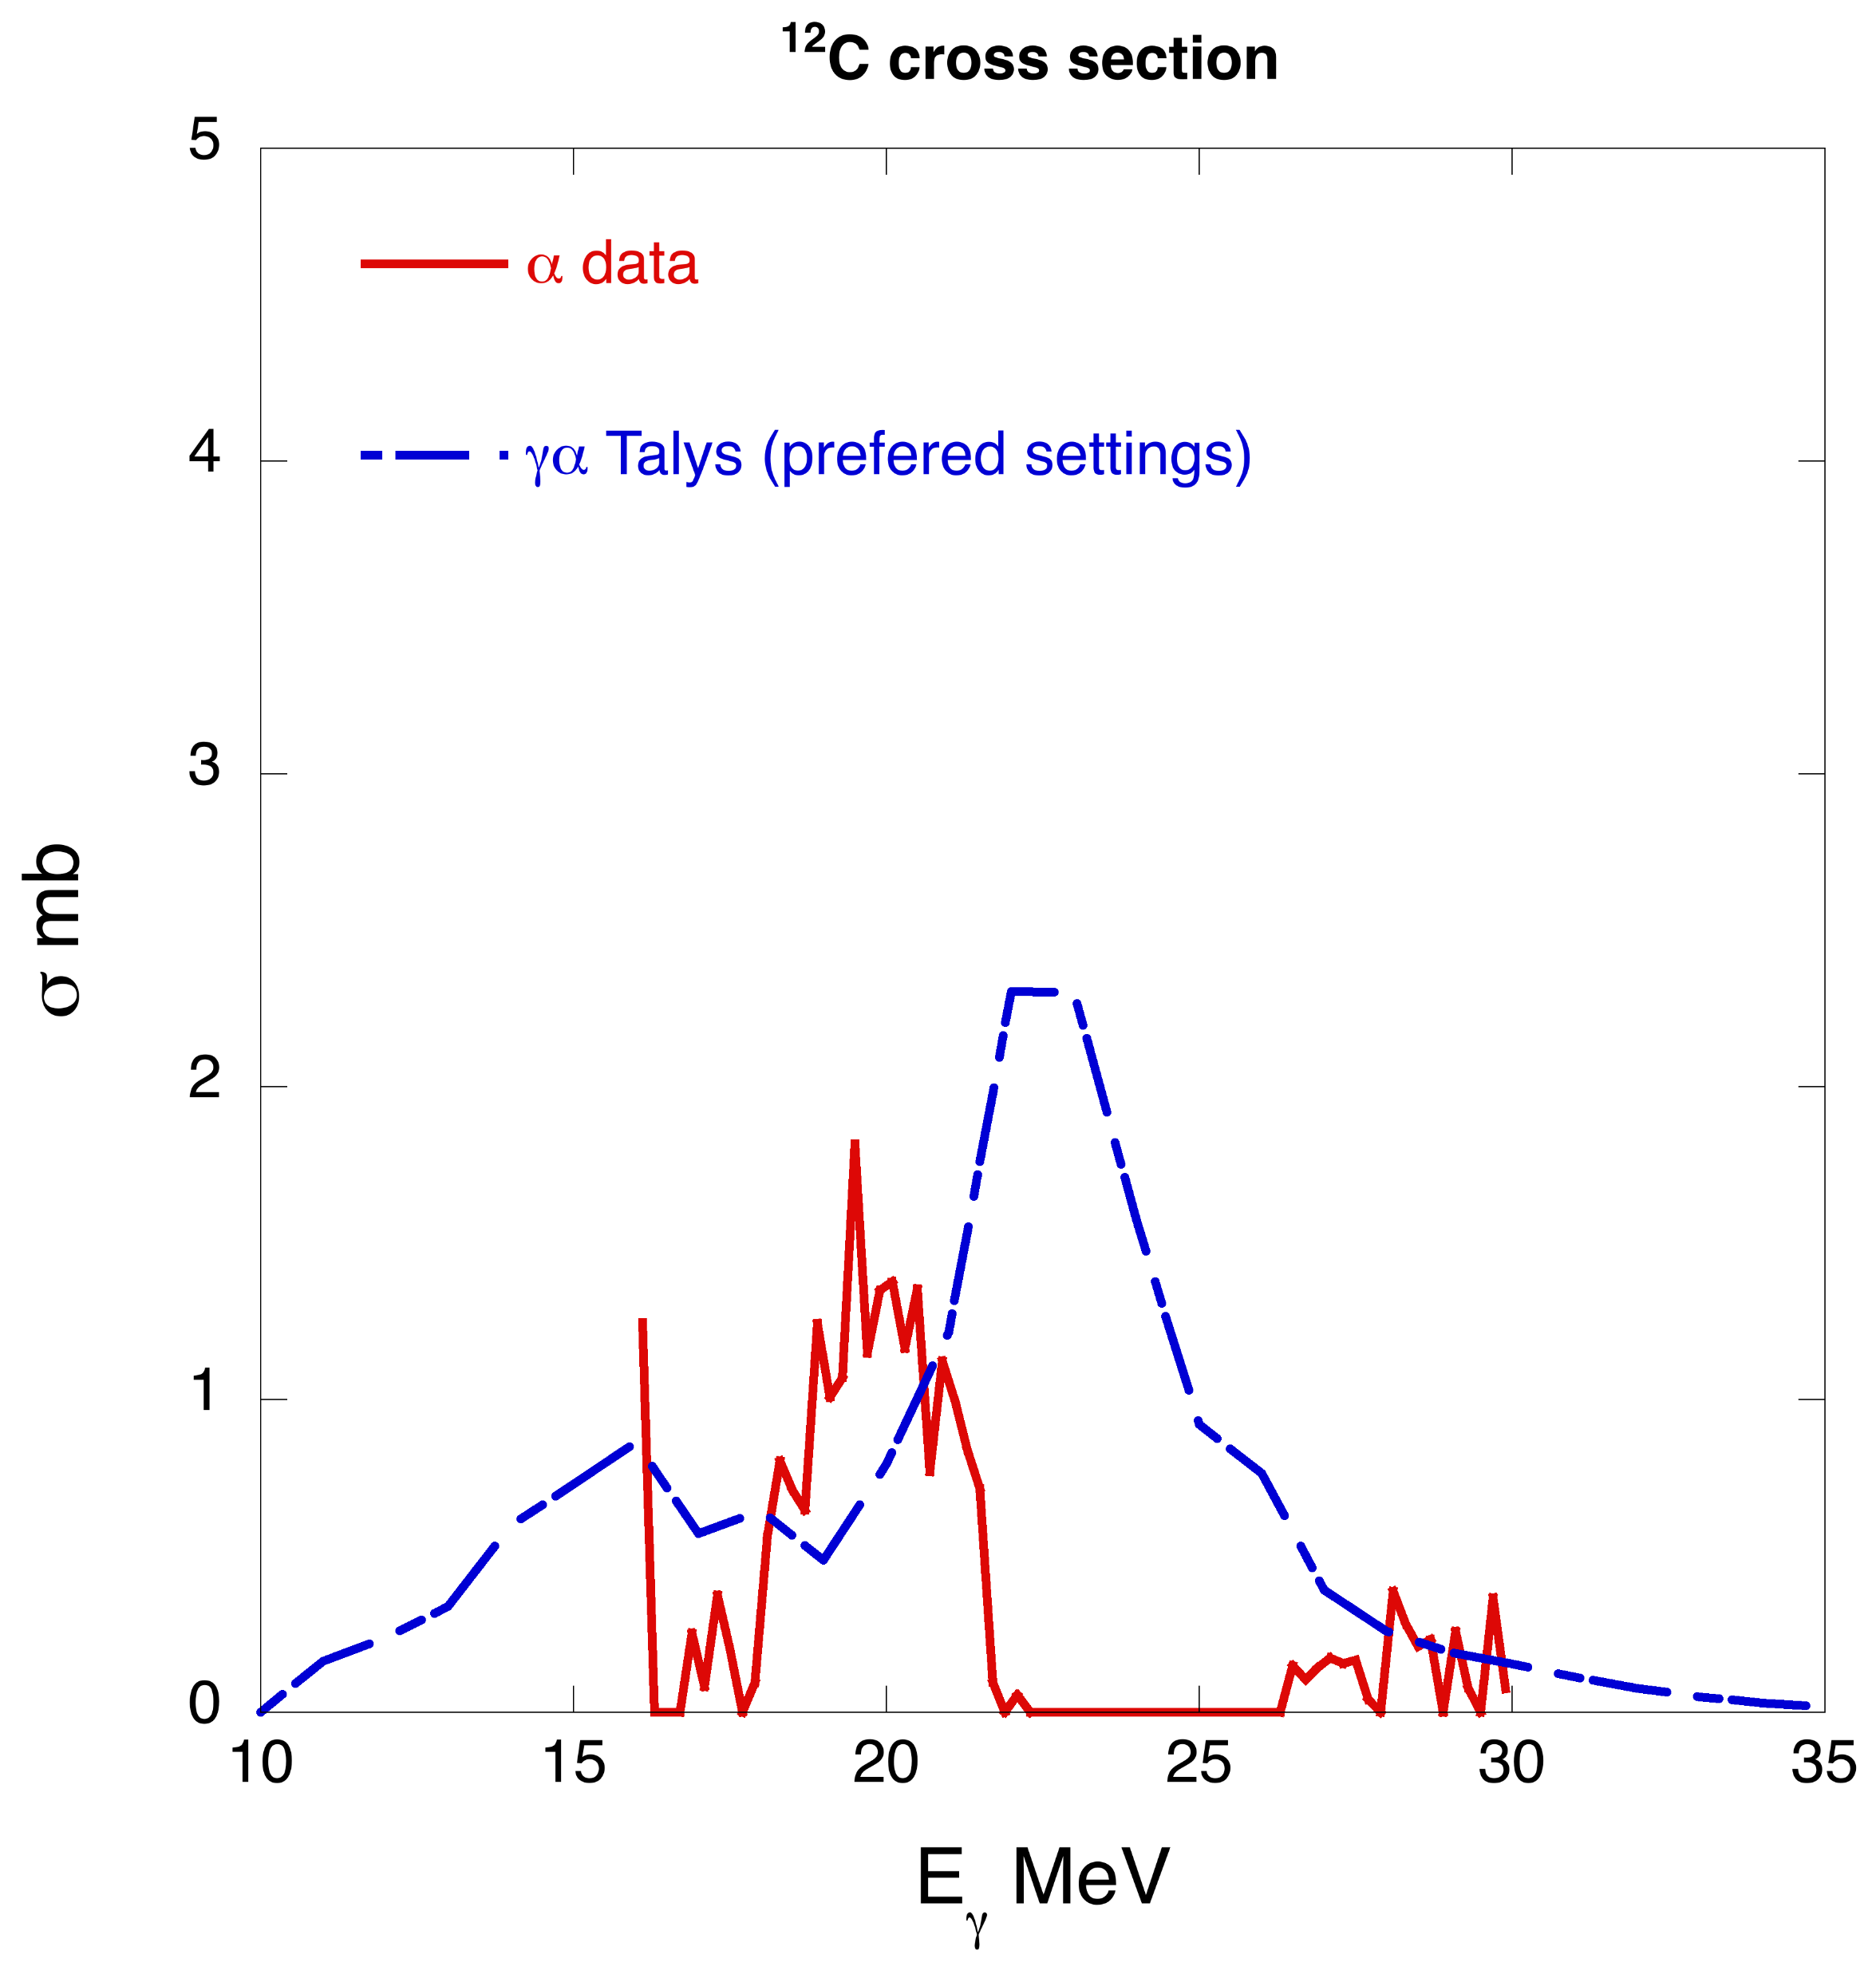 ¹²C cross section
5
α data
γα Talys (prefered settings)
4
3
σ mb
2
1
0
10 15 20 25 30 35
Eγ MeV